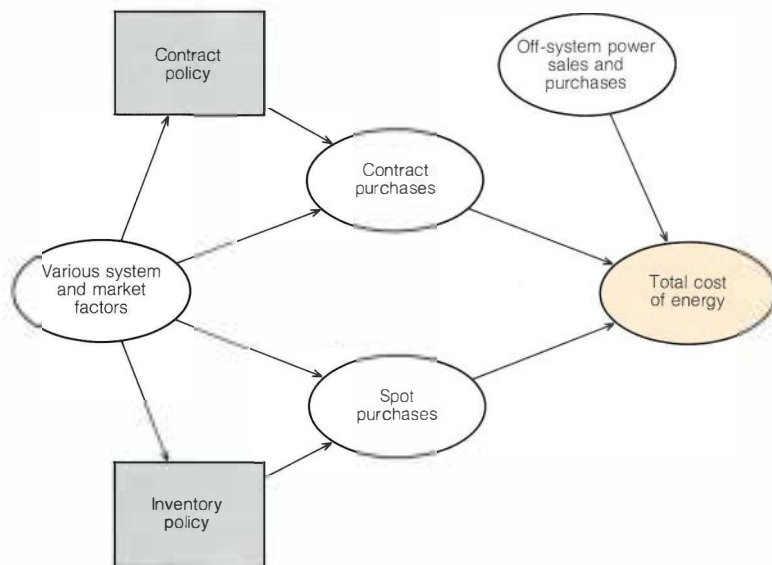 Contract
policy
Off-system power
sales and
purchases
Contract
purchases
Various system
and market
factors
Total cost
of energy
Spot
purchases
Inventory
policy